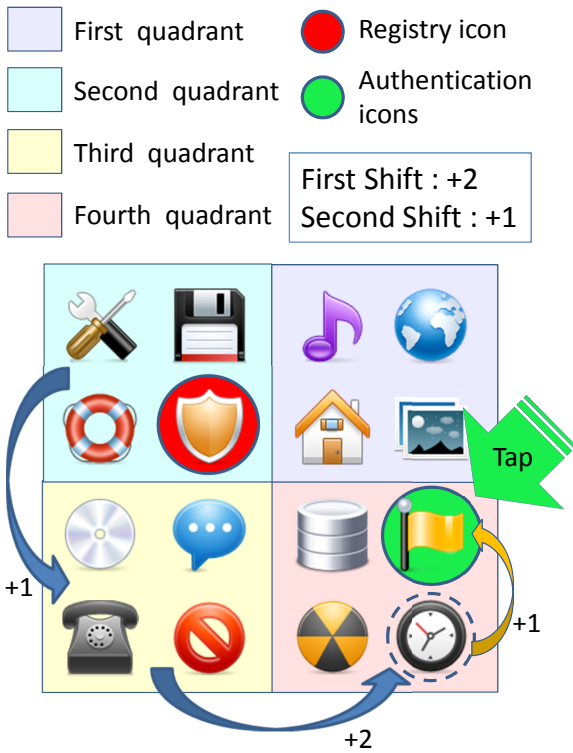 First quadrant
Registry icon
Second quadrant
Authentication
icons
Third quadrant
First Shift : +2
Second Shift : +1
Fourth quadrant
Tap
+1
+1
+2